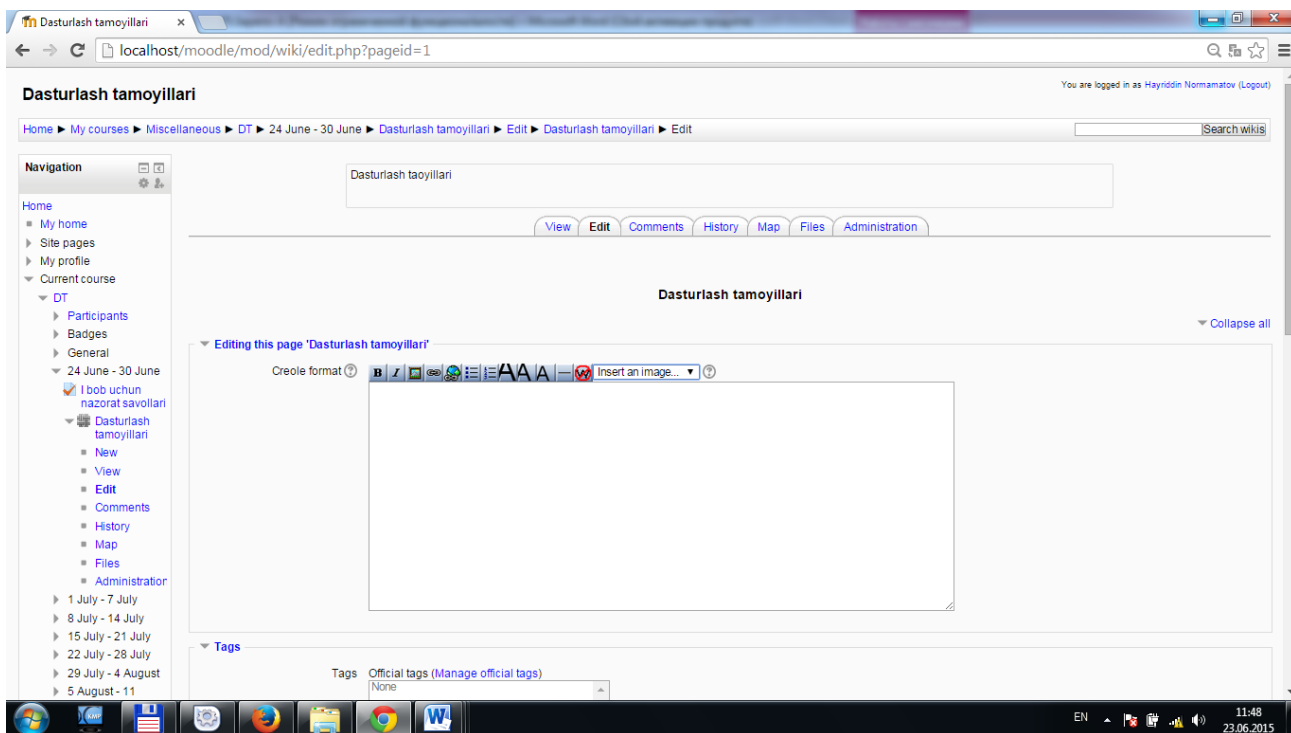 Dasturlash tamoyillari
localhost/moodle/mod/wiki/edit.php?pageid=1
Dasturlash tamoyillari
You are logged in as Hayriddin Normamatov (Logout)
Home ► My courses ► Miscellaneous ► DT ► 24 June - 30 June ► Dasturlash tamoyillari ► Edit ► Dasturlash tamoyillari ► Edit
Search wikis
Navigation
Home
My home
Site pages
My profile
Current course
DT
Participants
Badges
General
24 June - 30 June
I bob uchun
nazorat savollari
Dasturlash
tamoyillari
New
View
Edit
Comments
History
Map
Files
Administration
1 July - 7 July
8 July - 14 July
15 July - 21 July
22 July - 28 July
29 July - 4 August
5 August - 11
Dasturlash taoyillari
View Edit Comments History Map Files Administration
Dasturlash tamoyillari
Collapse all
Editing this page 'Dasturlash tamoyillari'
Creole format
B I A A A Insert an image...
Tags
Tags Official tags (Manage official tags)
None
KMP
EN
11:48
23.06.2015